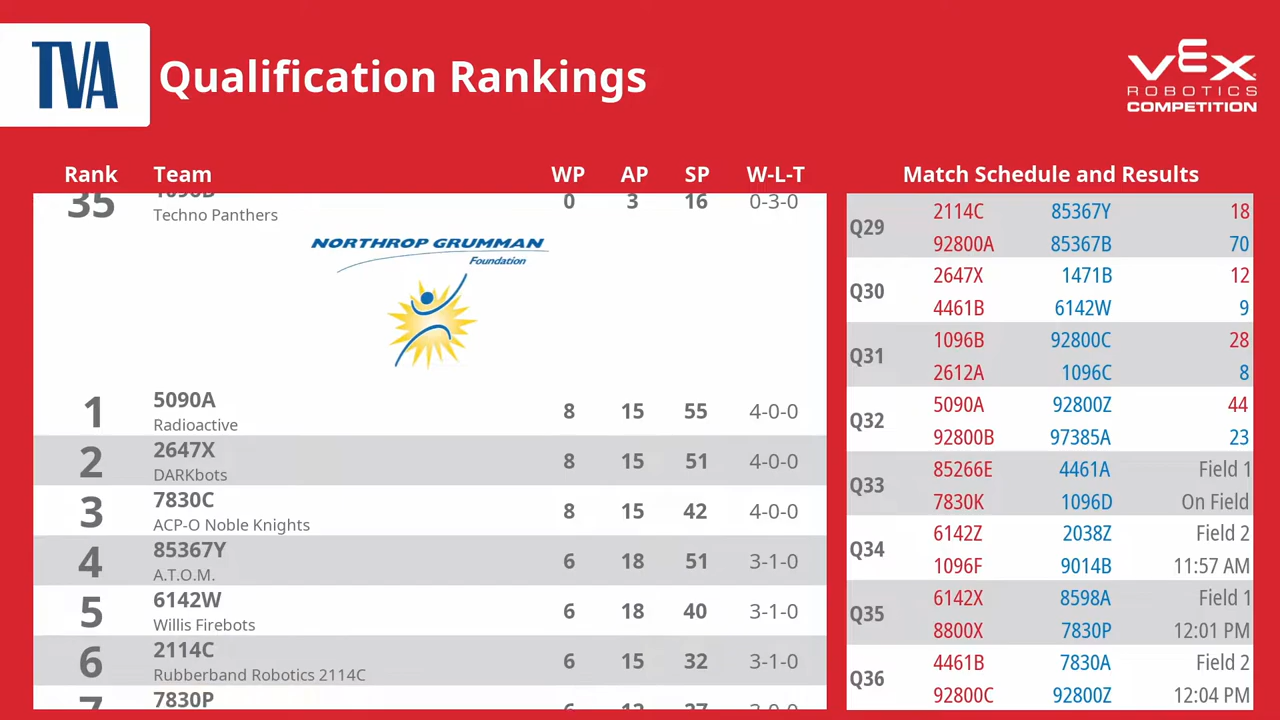 TVA
Qualification Rankings
VEX
ROBOTICS
COMPETITION
Rank Team WP AP SP W-L-T
35 Techno Panthers 0 3 16 0-3-0
NORTHROP GRUMMAN
Foundation
1 5090A Radioactive 8 15 55 4-0-0
2 2647X DARKbots 8 15 51 4-0-0
3 7830C ACP-O Noble Knights 8 15 42 4-0-0
4 85367Y A.T.O.M. 6 18 51 3-1-0
5 6142W Willis Firebots 6 18 40 3-1-0
6 2114C Rubberband Robotics 2114C 6 15 32 3-1-0
7830P
Match Schedule and Results
Q29 2114C 85367Y 18
92800A 85367B 70
Q30 2647X 1471B 12
4461B 6142W 9
Q31 1096B 92800C 28
2612A 1096C 8
Q32 5090A 92800Z 44
92800B 97385A 23
Q33 85266E 4461A Field 1
7830K 1096D On Field
Q34 6142Z 2038Z Field 2
1096F 9014B 11:57 AM
Q35 6142X 8598A Field 1
8800X 7830P 12:01 PM
Q36 4461B 7830A Field 2
92800C 92800Z 12:04 PM